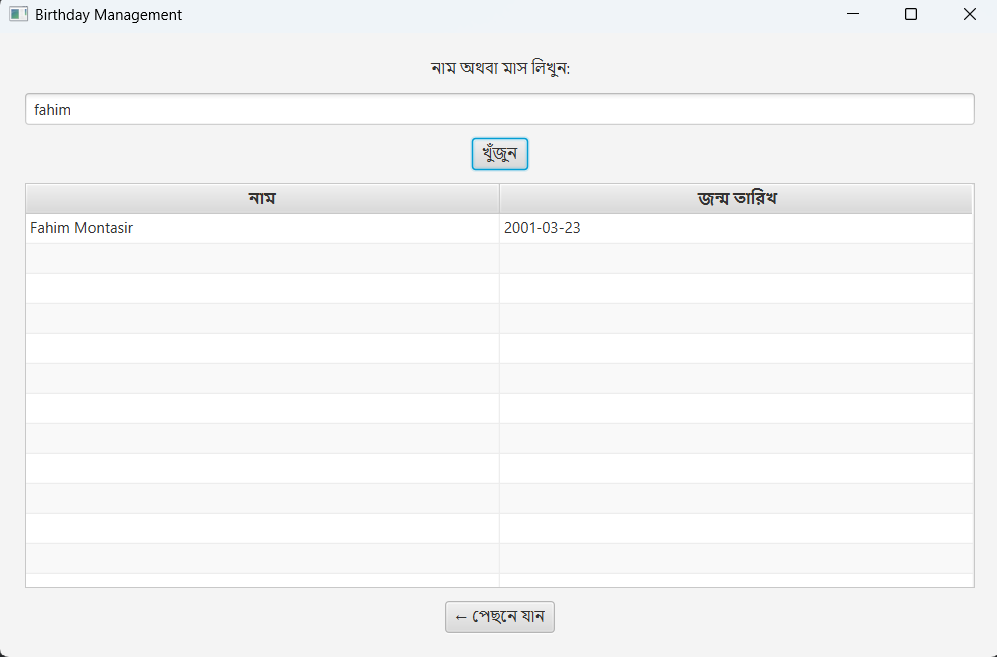 Birthday Management
নাম অথবা মাস লিখুন:
fahim
খুঁজুন
নাম জন্ম তারিখ
Fahim Montasir 2001-03-23
← পেছনে যান